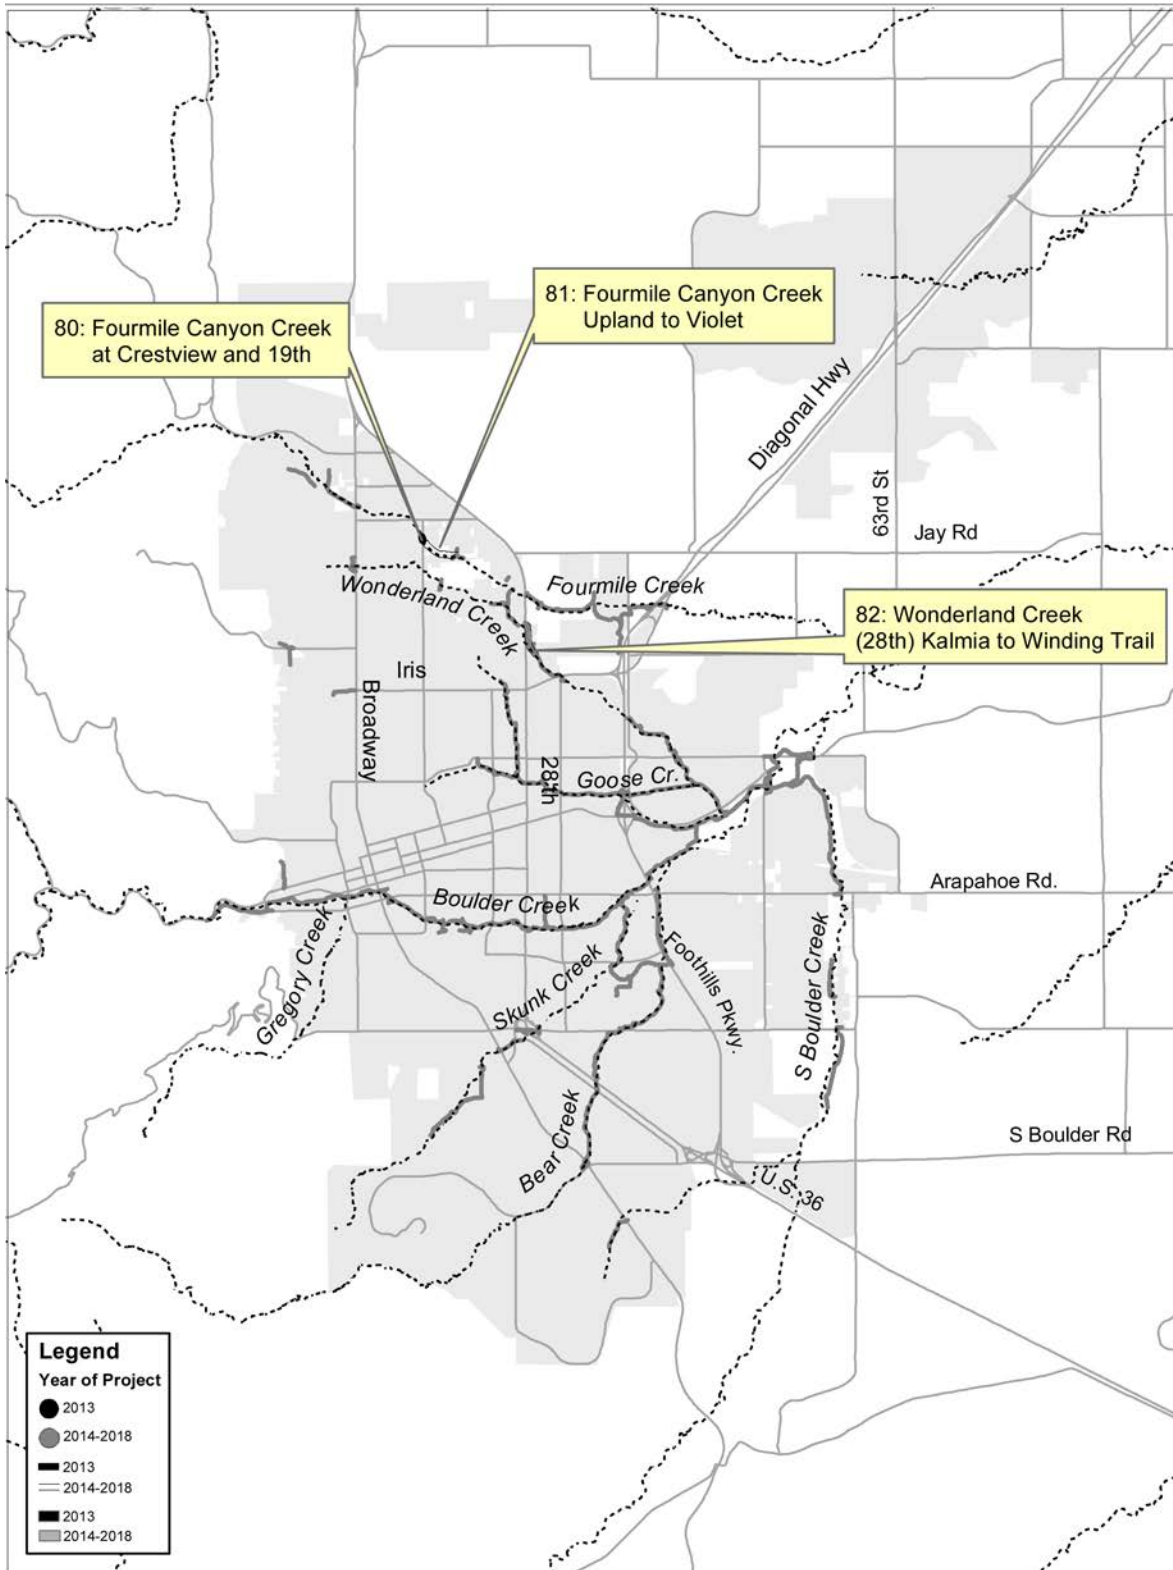 81: Fourmile Canyon Creek
Upland to Violet
80: Fourmile Canyon Creek
at Crestview and 19th
Diagonal Hwy
63rd St
Jay Rd
Fourmile Creek
Wonderland Creek
82: Wonderland Creek
(28th) Kalmia to Winding Trail
Iris
Broadway
28th
Goose Cr.
Arapahoe Rd.
Boulder Creek
Gregory Creek
Skunk Creek
Foothills Pkwy.
S Boulder Creek
Bear Creek
S Boulder Rd
U.S. 36
Legend
Year of Project
2013
2014-2018
2013
2014-2018
2013
2014-2018